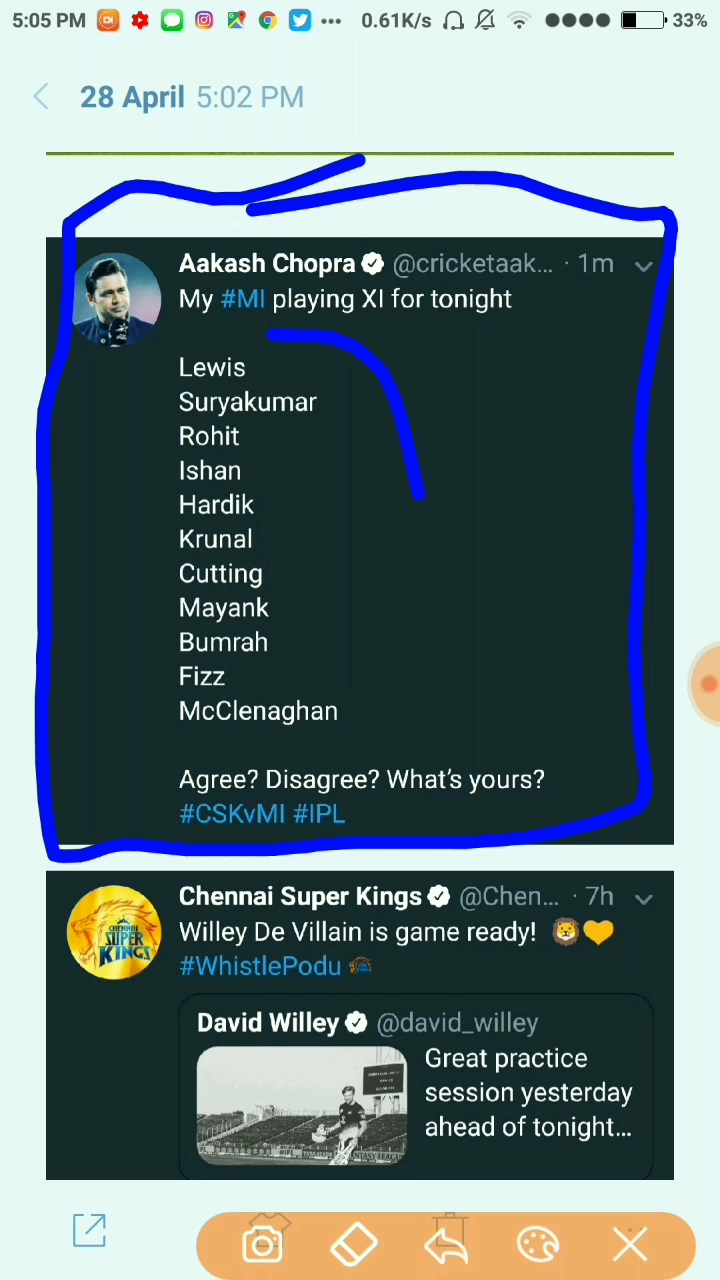 5:05 PM ... 0.61K/s 33%
28 April 5:02 PM
Aakash Chopra @cricketaak... · 1m
My #MI playing XI for tonight
Lewis
Suryakumar
Rohit
Ishan
Hardik
Krunal
Cutting
Mayank
Bumrah
Fizz
McClenaghan
Agree? Disagree? What's yours?
#CSKvMI #IPL
Chennai Super Kings @Chen... · 7h
Willey De Villain is game ready! 🦁💛
#WhistlePodu
CHENNAI
SUPER
KINGS
David Willey @david_willey
Great practice
session yesterday
ahead of tonight...